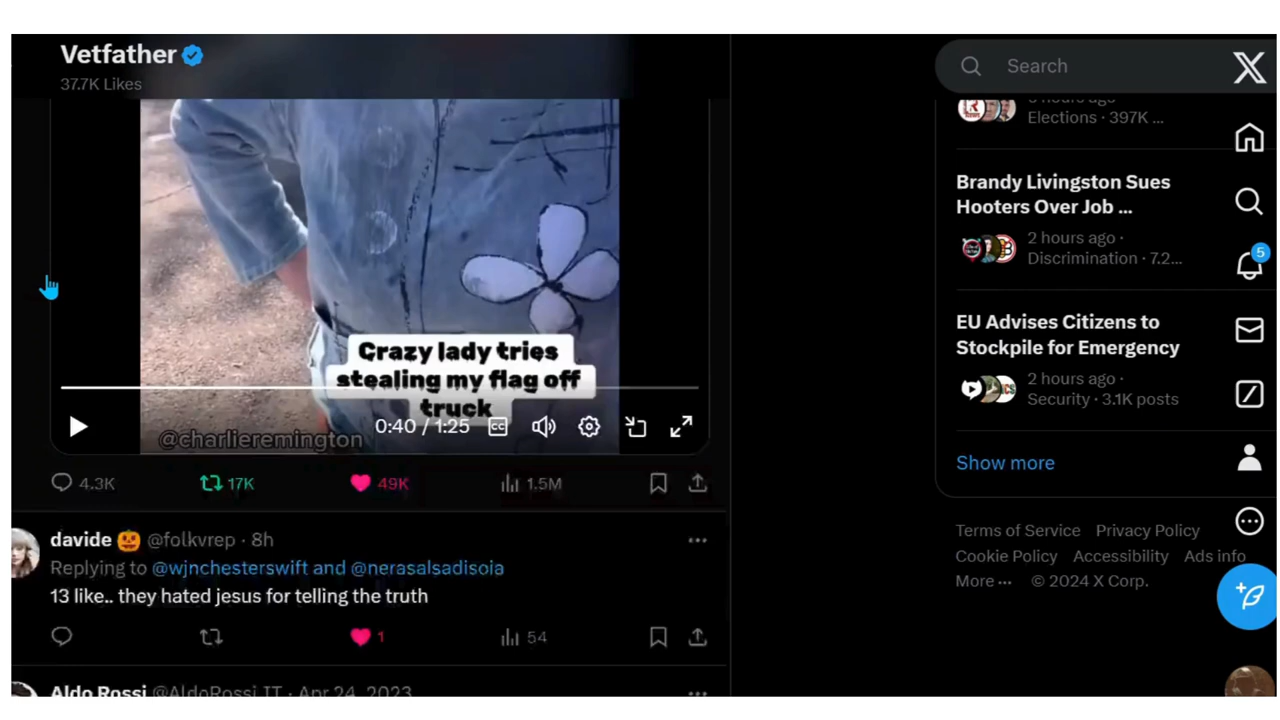 Vetfather
37.7K Likes
Search
Elections · 397K ...
Brandy Livingston Sues
Hooters Over Job ...
2 hours ago ·
Discrimination · 7.2...
5
EU Advises Citizens to
Stockpile for Emergency
2 hours ago ·
Security · 3.1K posts
Show more
Terms of Service Privacy Policy
Cookie Policy Accessibility Ads info
More ··· © 2024 X Corp.
Crazy lady tries
stealing my flag off
truck
0:40 / 1:25
CC
@charlieremington
4.3K 17K 49K 1.5M
davide @folkvrep · 8h
Replying to @wjnchesterswift and @nerasalsadisoia
13 like.. they hated jesus for telling the truth
1 54
Aldo Rossi @AldoRossi_IT · Apr 24, 2023